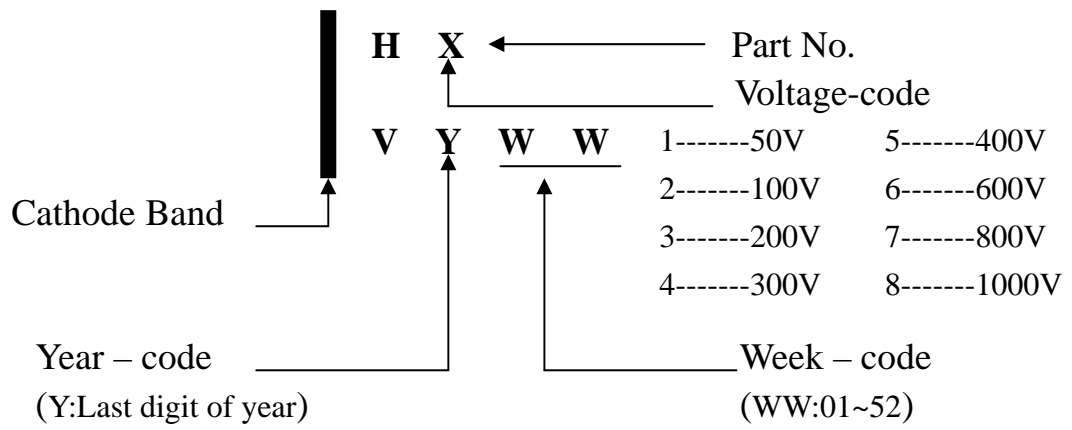 H X Part No.
Voltage-code
V Y W W
1-------50V 5-------400V
2-------100V 6-------600V
3-------200V 7-------800V
4-------300V 8-------1000V
Cathode Band
Year – code Week – code
(Y:Last digit of year) (WW:01~52)